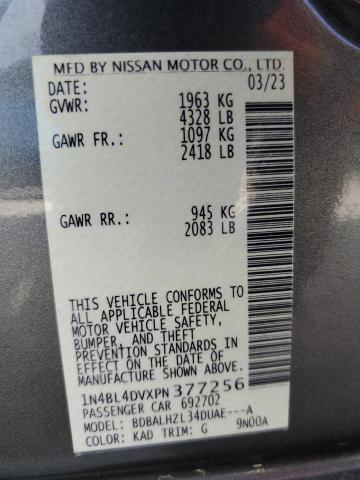 MFD BY NISSAN MOTOR CO., LTD.
DATE: 03/23
GVWR: 1963 KG
4328 LB
GAWR FR.: 1097 KG
2418 LB
GAWR RR.: 945 KG
2083 LB
THIS VEHICLE CONFORMS TO
ALL APPLICABLE FEDERAL
MOTOR VEHICLE SAFETY,
BUMPER, AND THEFT
PREVENTION STANDARDS IN
EFFECT ON THE DATE OF
MANUFACTURE SHOWN ABOVE.
1N4BL4DVXPN377256
PASSENGER CAR 692702
MODEL: BDBALHZL34DUAE---A
COLOR: KAD TRIM: G 9N00A